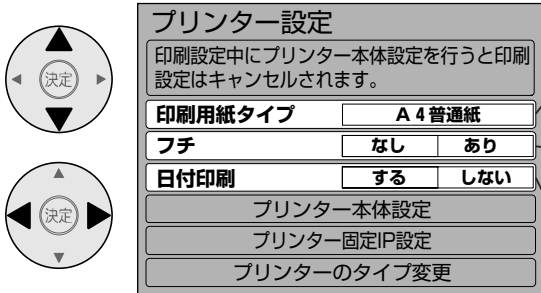 プリンター設定
印刷設定中にプリンター本体設定を行うと印刷
設定はキャンセルされます。
決定
印刷用紙タイプ A4普通紙
フチ なし あり
日付印刷 する しない
決定
プリンター本体設定
プリンター固定IP設定
プリンターのタイプ変更